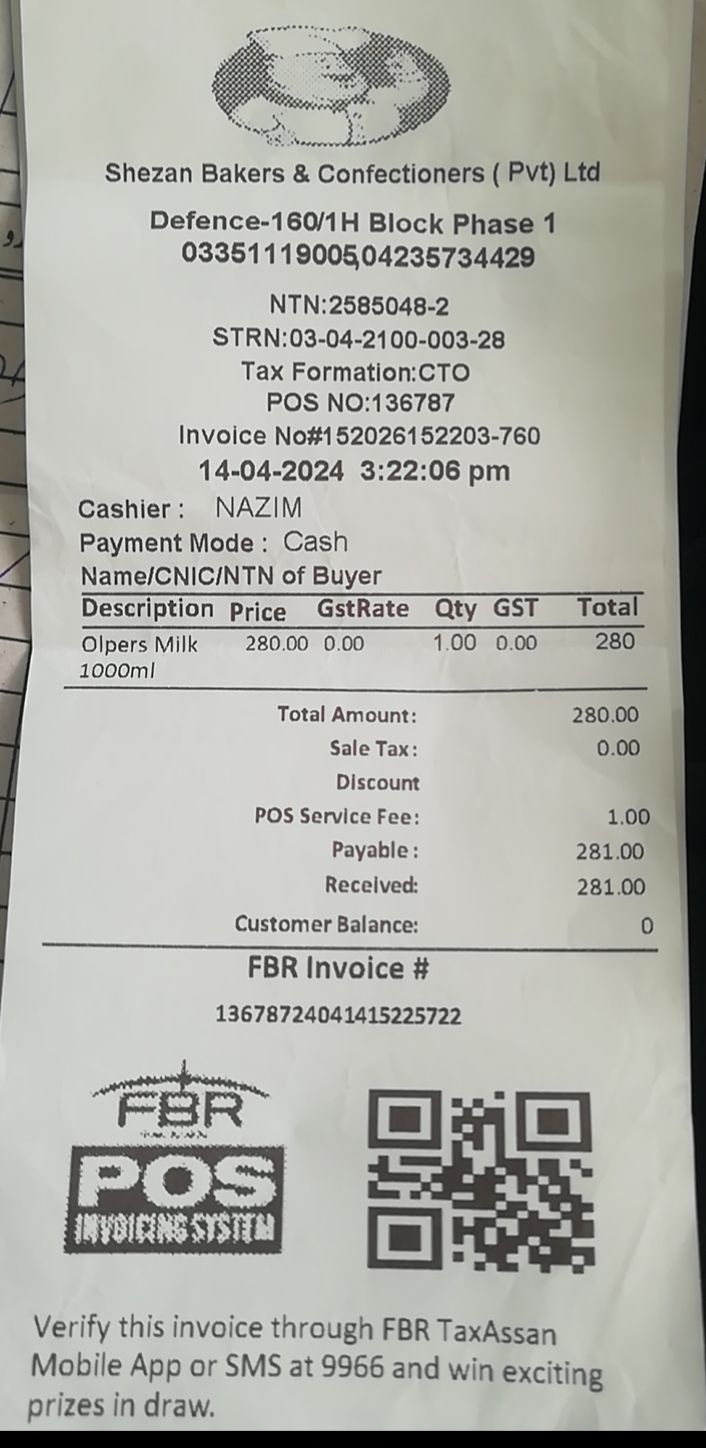 Shezan Bakers & Confectioners ( Pvt) Ltd
Defence-160/1H Block Phase 1
03351119005,04235734429
NTN:2585048-2
STRN:03-04-2100-003-28
Tax Formation:CTO
POS NO:136787
Invoice No#152026152203-760
14-04-2024 3:22:06 pm
Cashier : NAZIM
Payment Mode : Cash
Name/CNIC/NTN of Buyer
Description Price GstRate Qty GST Total
Olpers Milk 280.00 0.00 1.00 0.00 280
1000ml
Total Amount: 280.00
Sale Tax: 0.00
Discount
POS Service Fee: 1.00
Payable : 281.00
Received: 281.00
Customer Balance: 0
FBR Invoice #
13678724041415225722
FBR
POS
INVOICING SYSTEM
Verify this invoice through FBR TaxAssan
Mobile App or SMS at 9966 and win exciting
prizes in draw.